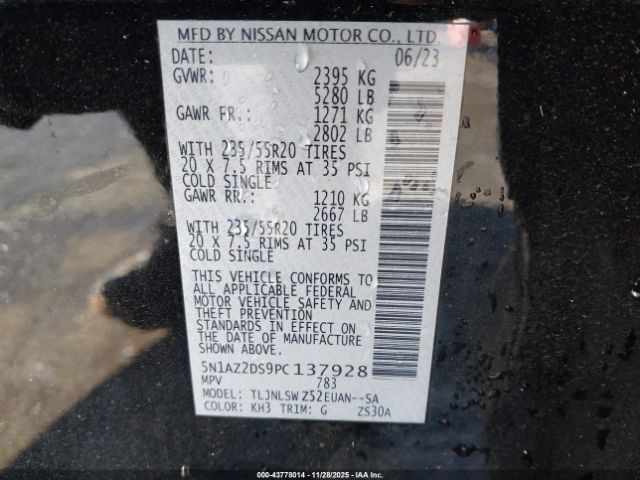 MFD BY NISSAN MOTOR CO., LTD.
DATE: 06/23
GVWR: 2395 KG
5280 LB
GAWR FR.: 1271 KG
2802 LB
WITH 235/55R20 TIRES
20 X 7.5 RIMS AT 35 PSI
COLD SINGLE
GAWR RR.: 1210 KG
2667 LB
WITH 235/55R20 TIRES
20 X 7.5 RIMS AT 35 PSI
COLD SINGLE
THIS VEHICLE CONFORMS TO
ALL APPLICABLE FEDERAL
MOTOR VEHICLE SAFETY AND
THEFT PREVENTION
STANDARDS IN EFFECT ON
THE DATE OF MANUFACTURE
SHOWN ABOVE.
5N1AZ2DS9PC137928
MPV 783
MODEL: TLJNLSW Z52EUAN--SA
COLOR: KH3 TRIM: G ZS30A
000-43778014 - 11/28/2025 - IAAI.COM